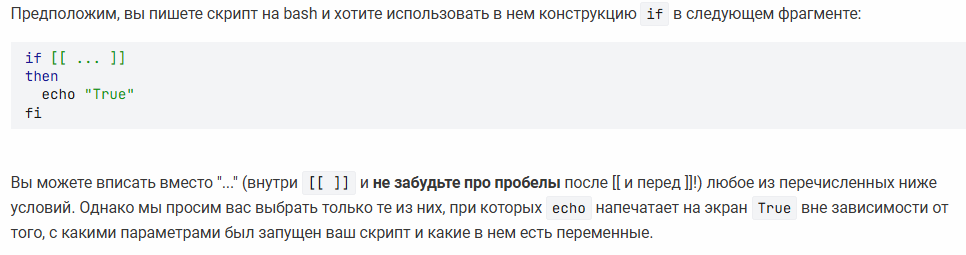 Предположим, вы пишете скрипт на bash и хотите использовать в нем конструкцию if в следующем фрагменте:
if [[ ... ]]
then
  echo "True"
fi
Вы можете вписать вместо "..." (внутри [[ ]] и не забудьте про пробелы после [[ и перед ]]!) любое из перечисленных ниже
условий. Однако мы просим вас выбрать только те из них, при которых echo напечатает на экран True вне зависимости от
того, с какими параметрами был запущен ваш скрипт и какие в нем есть переменные.